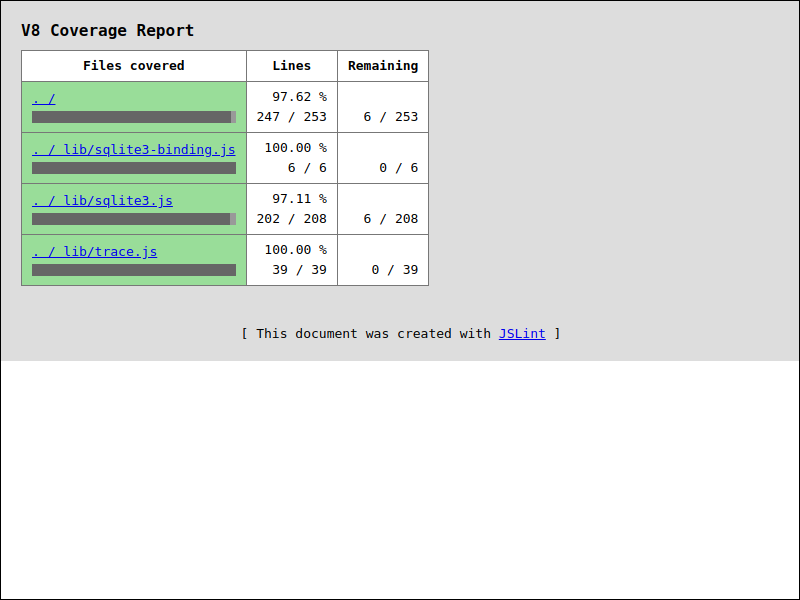 V8 Coverage Report
Files covered Lines Remaining
. / 97.62 %
247 / 253 6 / 253
. / lib/sqlite3-binding.js 100.00 %
6 / 6 0 / 6
. / lib/sqlite3.js 97.11 %
202 / 208 6 / 208
. / lib/trace.js 100.00 %
39 / 39 0 / 39
[ This document was created with JSLint ]